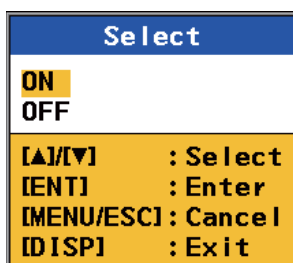 Select
ON
OFF
[▲]/[▼] :Select
[ENT] :Enter
[MENU/ESC]:Cancel
[DISP] :Exit